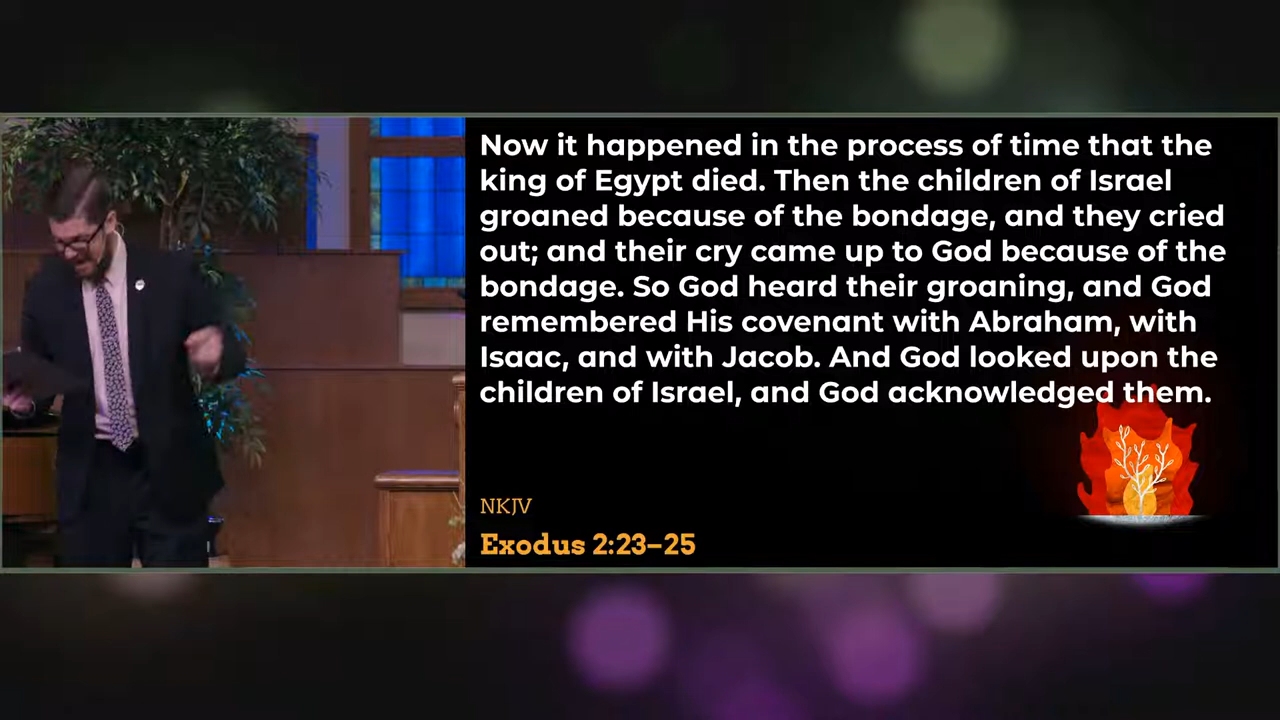 Now it happened in the process of time that the
king of Egypt died. Then the children of Israel
groaned because of the bondage, and they cried
out; and their cry came up to God because of the
bondage. So God heard their groaning, and God
remembered His covenant with Abraham, with
Isaac, and with Jacob. And God looked upon the
children of Israel, and God acknowledged them.
NKJV
Exodus 2:23–25